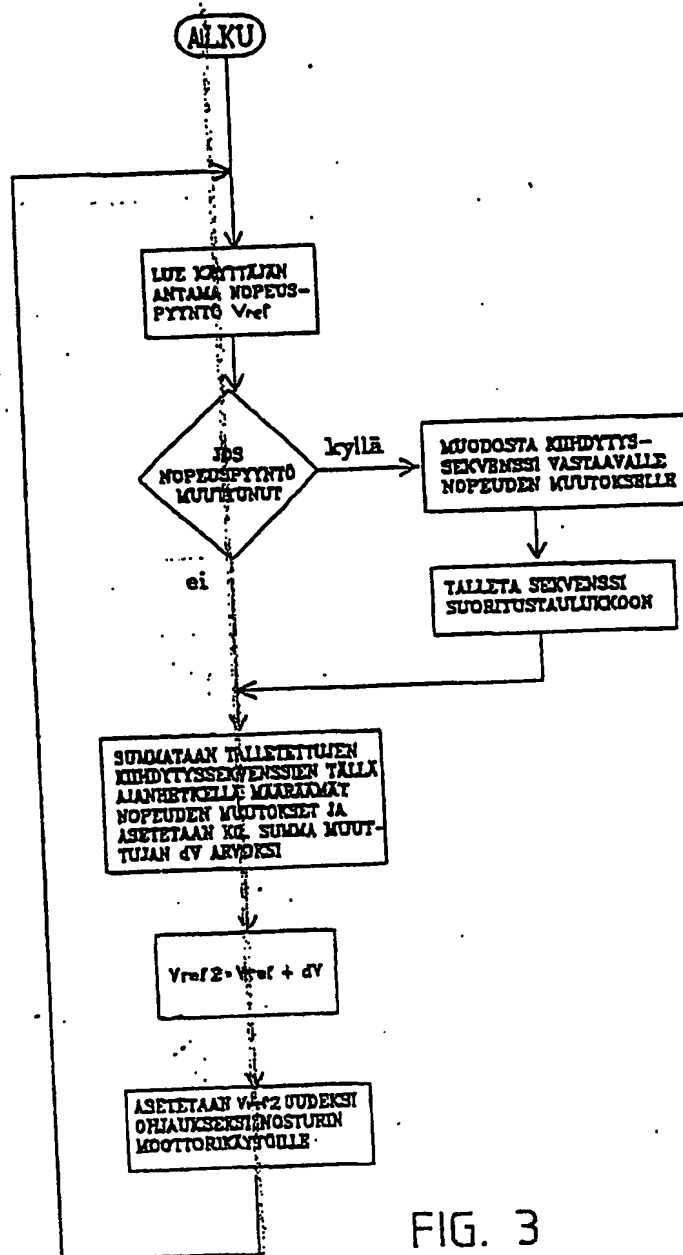 ALKU
LUE KÄYTTÄJÄN
ANTAMA NOPEUS-
PYYNTÖ Vref
JOS
NOPEUSPYYNTÖ
MUUTTUNUT
kyllä
MUODOSTA KIIHDYTYS-
SEKVENSSI VASTAAVALLE
NOPEUDEN MUUTOKSELLE
ei
TALLETA SEKVENSSI
SUORITUSTAULUKKOON
SUMMATAAN TALLETETTUJEN
KIIHDYTYSSEKVENSSIEN TÄLLÄ
AJANHETKELLÄ MÄÄRÄÄMÄT
NOPEUDEN MUUTOKSET JA
ASETETAAN KO. SUMMA MUUT-
TUJAN dV ARVOKSI
Vref2=Vref + dV
ASETETAAN Vref2 UUDEKSI
OHJAUKSEKSI NOSTURIN
MOOTTORIKÄYTÖILLE
FIG. 3